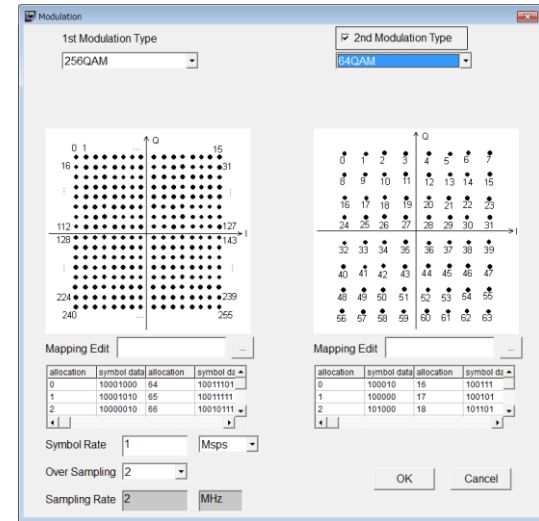 Modulation
1st Modulation Type
2nd Modulation Type
256QAM
64QAM
Q
0 1 ... 15
16 31
⋮ ⋮
112 127
I
128 143
⋮ ⋮
224 239
240 ... 255
Q
0 1 2 3 4 5 6 7
8 9 10 11 12 13 14 15
16 17 18 19 20 21 22 23
24 25 26 27 28 29 30 31
I
32 33 34 35 36 37 38 39
40 41 42 43 44 45 46 47
48 49 50 51 52 53 54 55
56 57 58 59 60 61 62 63
Mapping Edit ...
Mapping Edit ...
allocation symbol data allocation symbol da
0 10001000 64 10011101
1 10001010 65 10011111
2 10000010 66 10010111
allocation symbol data allocation symbol da
0 100010 16 100111
1 100000 17 100101
2 101000 18 101101
Symbol Rate 1 Msps
Over Sampling 2
Sampling Rate 2 MHz
OK Cancel